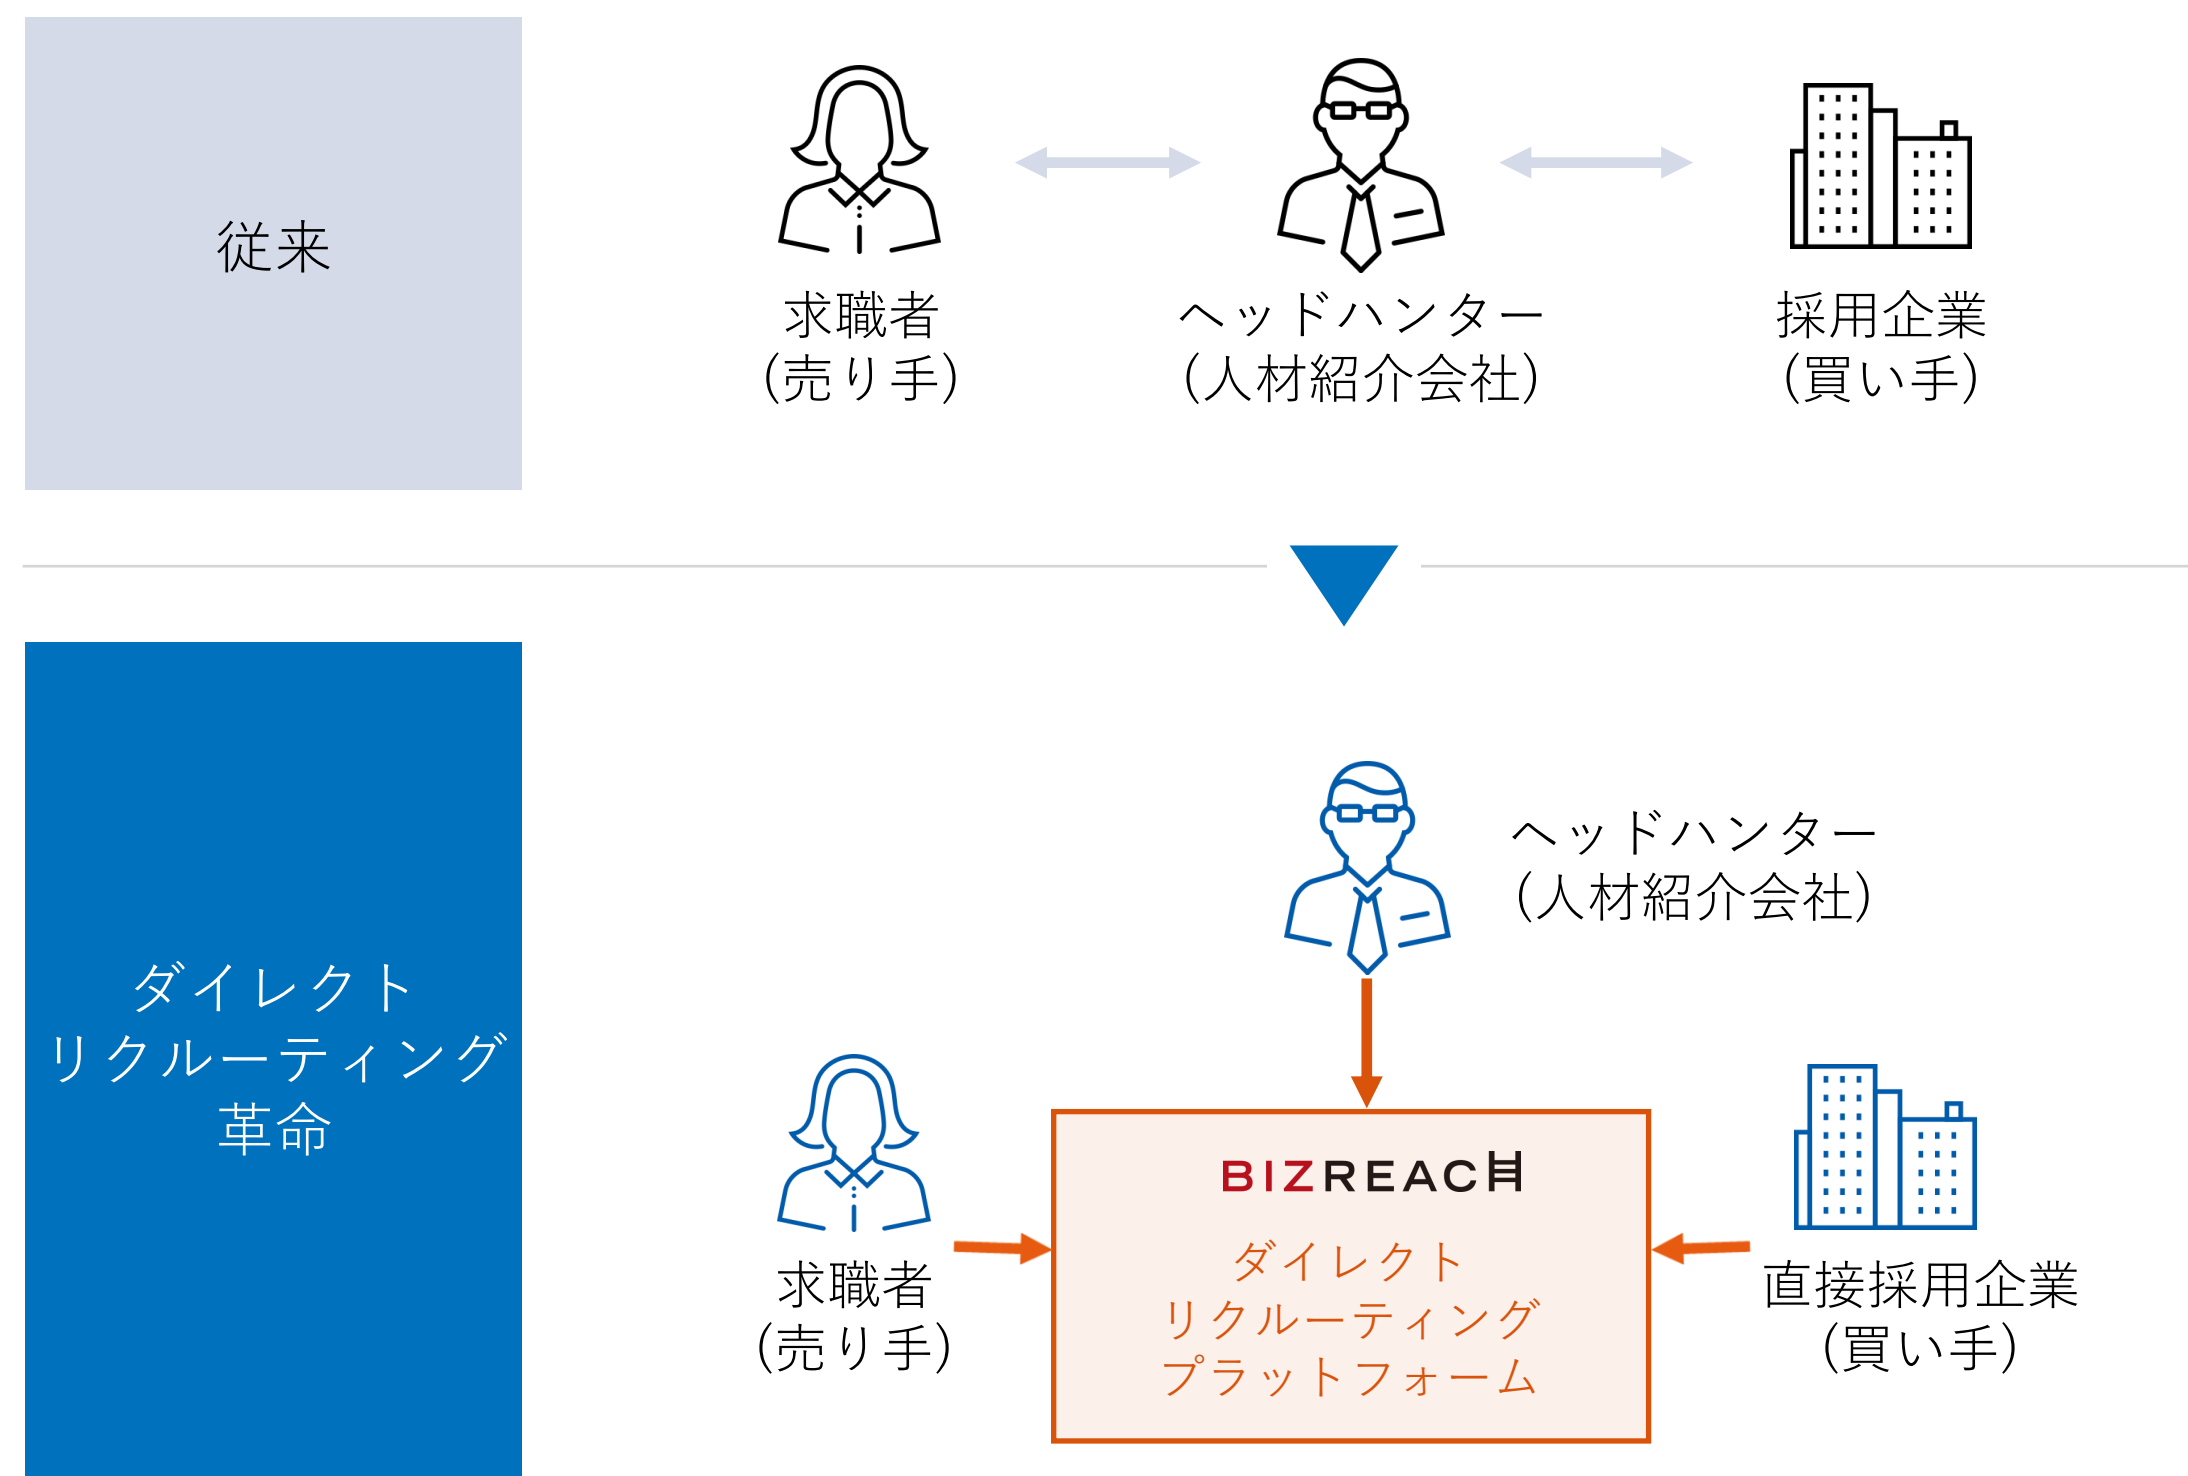 従来
求職者
(売り手)
ヘッドハンター
(人材紹介会社)
採用企業
(買い手)
ダイレクト
リクルーティング
革命
ヘッドハンター
(人材紹介会社)
求職者
(売り手)
BIZREACH
ダイレクト
リクルーティング
プラットフォーム
直接採用企業
(買い手)